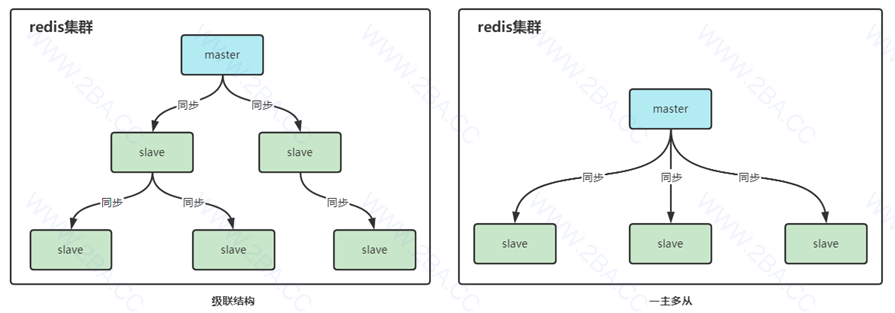 redis集群
master
同步
同步
slave
slave
同步
同步
同步
slave
slave
slave
级联结构
redis集群
master
同步
同步
同步
slave
slave
slave
一主多从
WWW.2BA.CC